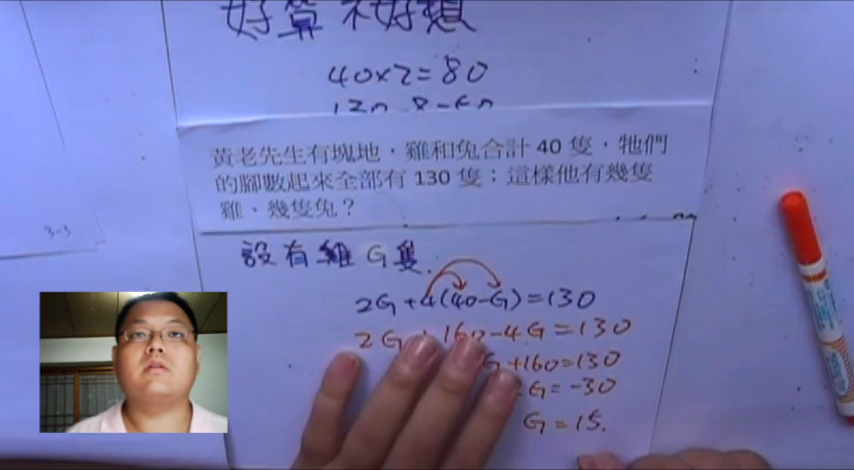 好算不好想
40×2=80
黃老先生有塊地，雞和兔合計 40 隻，牠們
的腳數起來全部有 130 隻；這樣他有幾隻
雞、幾隻兔？
3-3
設有雞 G 隻.
2G+4(40-G)=130
2G+160-4G=130
G+160=130
2G=-30
G=15.